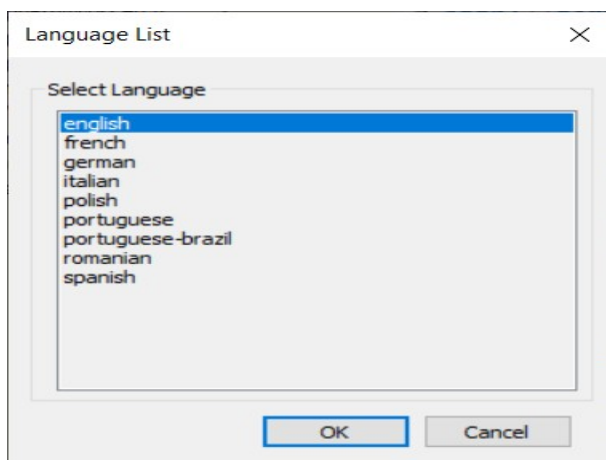 Language List
Select Language
english
french
german
italian
polish
portuguese
portuguese-brazil
romanian
spanish
OK
Cancel